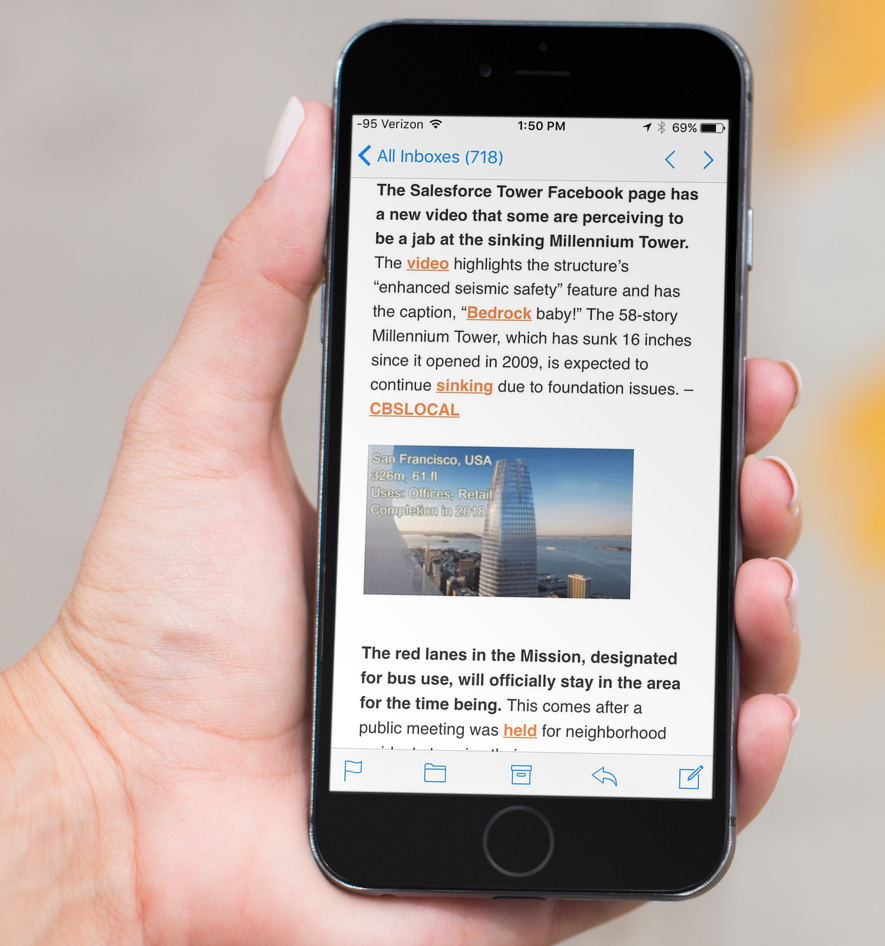 -95 Verizon 1:50 PM 69%
All Inboxes (718)
The Salesforce Tower Facebook page has
a new video that some are perceiving to
be a jab at the sinking Millennium Tower.
The video highlights the structure’s
“enhanced seismic safety” feature and has
the caption, “Bedrock baby!” The 58-story
Millennium Tower, which has sunk 16 inches
since it opened in 2009, is expected to
continue sinking due to foundation issues. –
CBSLOCAL
San Francisco, USA
326m, 61 fl
Uses: Offices, Retail
Completion in 2018
The red lanes in the Mission, designated
for bus use, will officially stay in the area
for the time being. This comes after a
public meeting was held for neighborhood